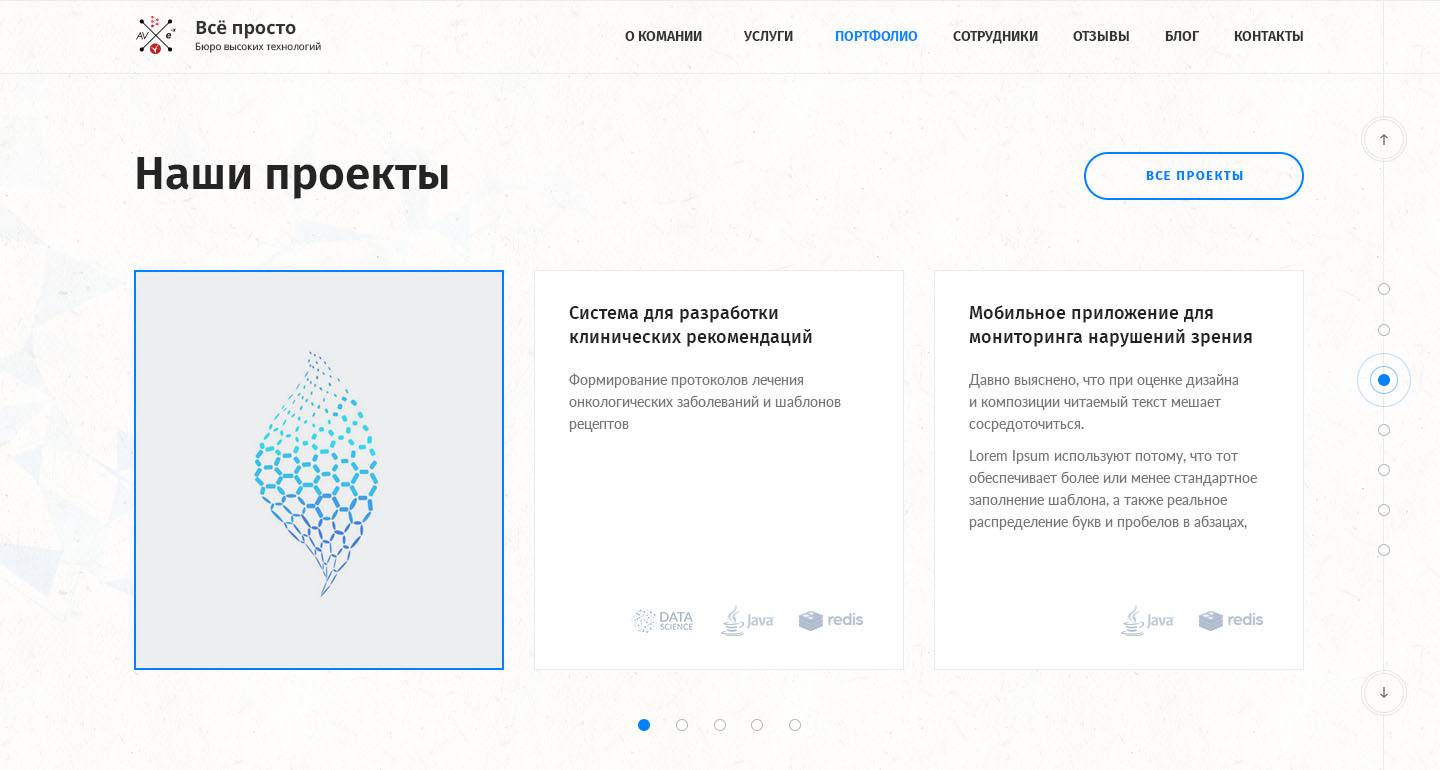 AV
e
-x
Всё просто
Бюро высоких технологий
О КОМАНИИ УСЛУГИ ПОРТФОЛИО СОТРУДНИКИ ОТЗЫВЫ БЛОГ КОНТАКТЫ
Наши проекты
ВСЕ ПРОЕКТЫ
Система для разработки
клинических рекомендаций
Формирование протоколов лечения
онкологических заболеваний и шаблонов
рецептов
DATA
SCIENCE
Java
redis
Мобильное приложение для
мониторинга нарушений зрения
Давно выяснено, что при оценке дизайна
и композиции читаемый текст мешает
сосредоточиться.
Lorem Ipsum используют потому, что тот
обеспечивает более или менее стандартное
заполнение шаблона, а также реальное
распределение букв и пробелов в абзацах,
Java
redis